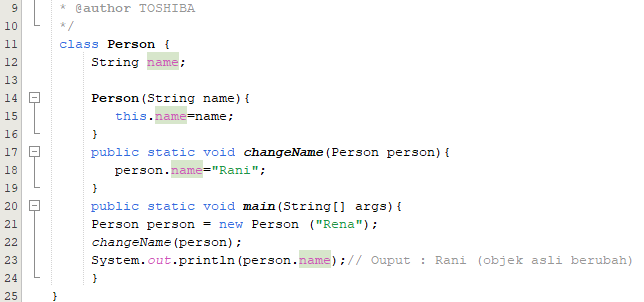 9 * @author TOSHIBA
10 */
11 class Person {
12 String name;
13
14 Person(String name){
15 this.name=name;
16 }
17 public static void changeName(Person person){
18 person.name="Rani";
19 }
20 public static void main(String[] args){
21 Person person = new Person ("Rena");
22 changeName(person);
23 System.out.println(person.name);// Ouput : Rani (objek asli berubah)
24 }
25 }